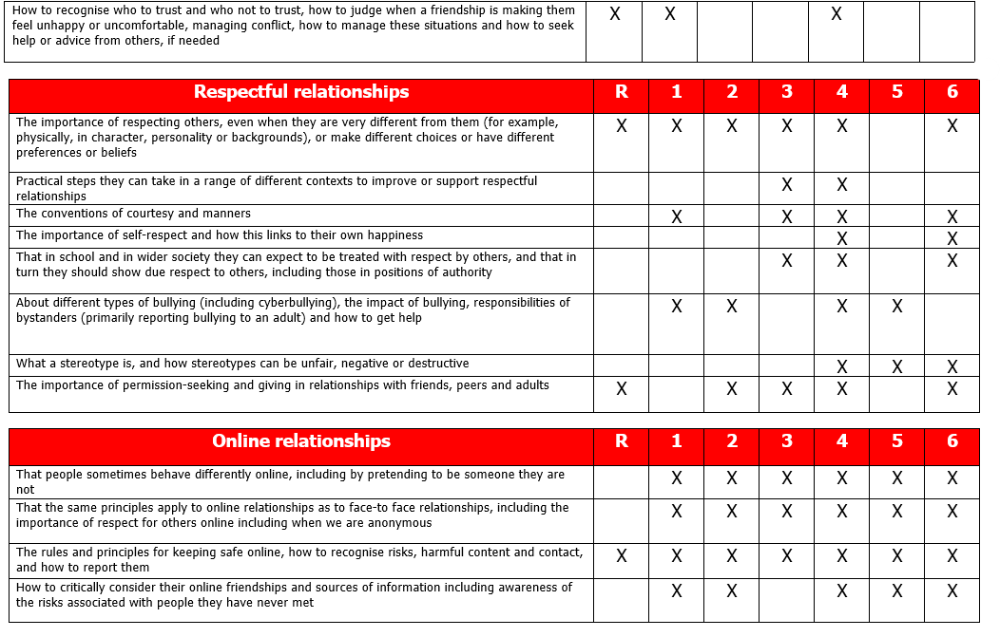 How to recognise who to trust and who not to trust, how to judge when a friendship is making them X X X
feel unhappy or uncomfortable, managing conflict, how to manage these situations and how to seek
help or advice from others, if needed
Respectful relationships R 1 2 3 4 5 6
The importance of respecting others, even when they are very different from them (for example, X X X X X X
physically, in character, personality or backgrounds), or make different choices or have different
preferences or beliefs
Practical steps they can take in a range of different contexts to improve or support respectful X X
relationships
The conventions of courtesy and manners X X X X
The importance of self-respect and how this links to their own happiness X X
That in school and in wider society they can expect to be treated with respect by others, and that in X X X
turn they should show due respect to others, including those in positions of authority
About different types of bullying (including cyberbullying), the impact of bullying, responsibilities of X X X X
bystanders (primarily reporting bullying to an adult) and how to get help
What a stereotype is, and how stereotypes can be unfair, negative or destructive X X X
The importance of permission-seeking and giving in relationships with friends, peers and adults X X X X X
Online relationships R 1 2 3 4 5 6
That people sometimes behave differently online, including by pretending to be someone they are X X X X X X
not
That the same principles apply to online relationships as to face-to face relationships, including the X X X X X X
importance of respect for others online including when we are anonymous
The rules and principles for keeping safe online, how to recognise risks, harmful content and contact, X X X X X X X
and how to report them
How to critically consider their online friendships and sources of information including awareness of X X X X X
the risks associated with people they have never met